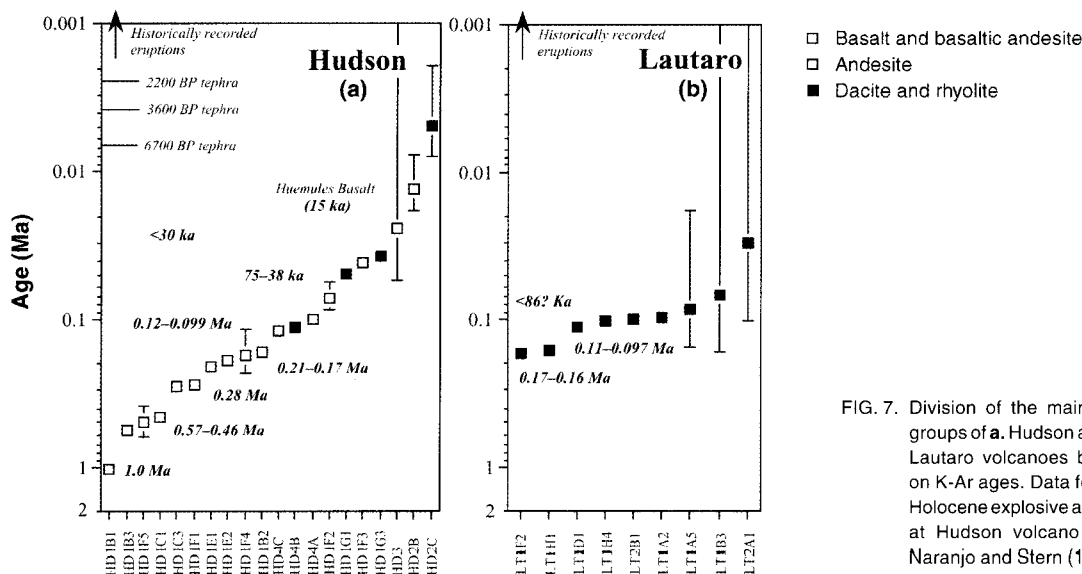 0.001
0.01
0.1
1
2
Age (Ma)
Historically recorded
eruptions
Hudson
(a)
2200 BP tephra
3600 BP tephra
6700 BP tephra
Huemules Basalt
(15 ka)
<30 ka
75–38 ka
0.12–0.099 Ma
0.21–0.17 Ma
0.28 Ma
0.57–0.46 Ma
1.0 Ma
HD1B1
HD1B3
HD1F5
HD1C1
HD1C3
HD1F1
HD1E1
HD1E2
HD1F4
HD1B2
HD4C
HD4B
HD4A
HD1F2
HD1G1
HD1F3
HD1G3
HD3
HD2B
HD2C
0.001
0.01
0.1
1
2
Historically recorded
eruptions
Lautaro
(b)
<86? Ka
0.11–0.097 Ma
0.17–0.16 Ma
LT1F2
LT1H1
LT1D1
LT1H4
LT2B1
LT1A2
LT1A5
LT1B3
LT2A1
Basalt and basaltic andesite
Andesite
Dacite and rhyolite
FIG. 7. Division of the main
groups of a. Hudson a
Lautaro volcanoes b
on K-Ar ages. Data fo
Holocene explosive a
at Hudson volcano
Naranjo and Stern (1